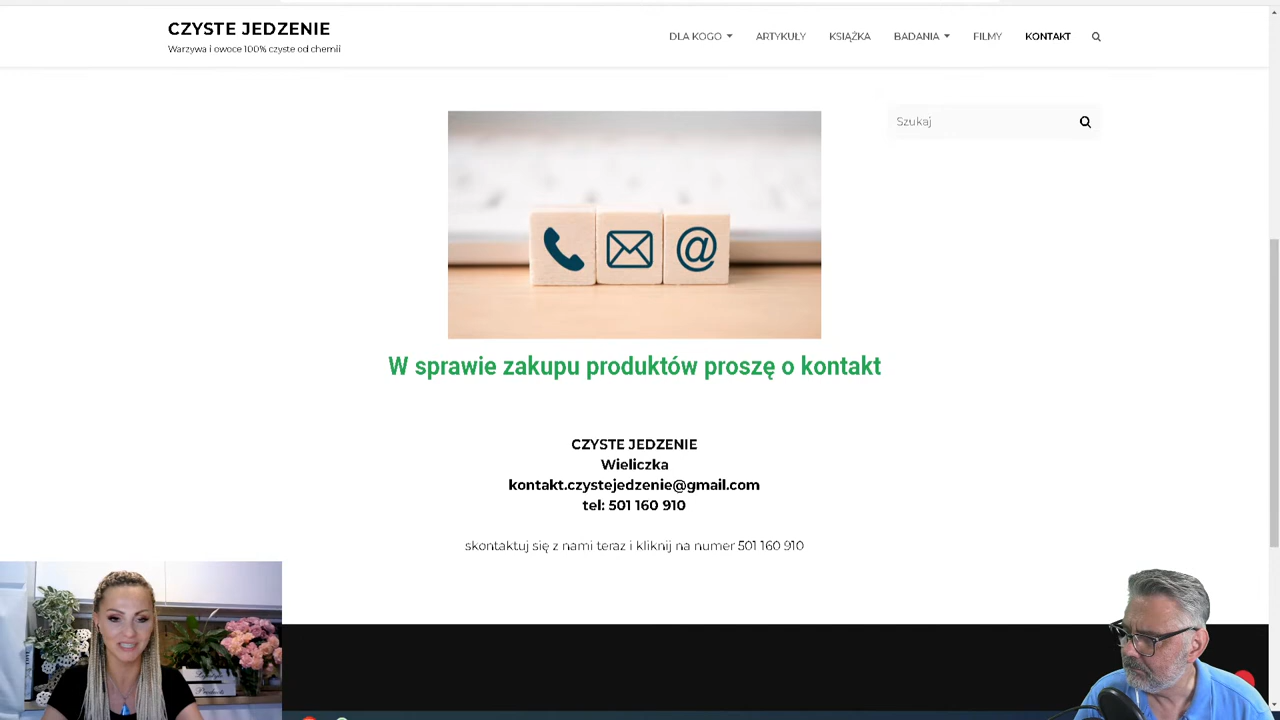 CZYSTE JEDZENIE
Warzywa i owoce 100% czyste od chemii
DLA KOGO ARTYKUŁY KSIĄŻKA BADANIA FILMY KONTAKT
Szukaj
@
W sprawie zakupu produktów proszę o kontakt
CZYSTE JEDZENIE
Wieliczka
kontakt.czystejedzenie@gmail.com
tel: 501 160 910
skontaktuj się z nami teraz i kliknij na numer 501 160 910